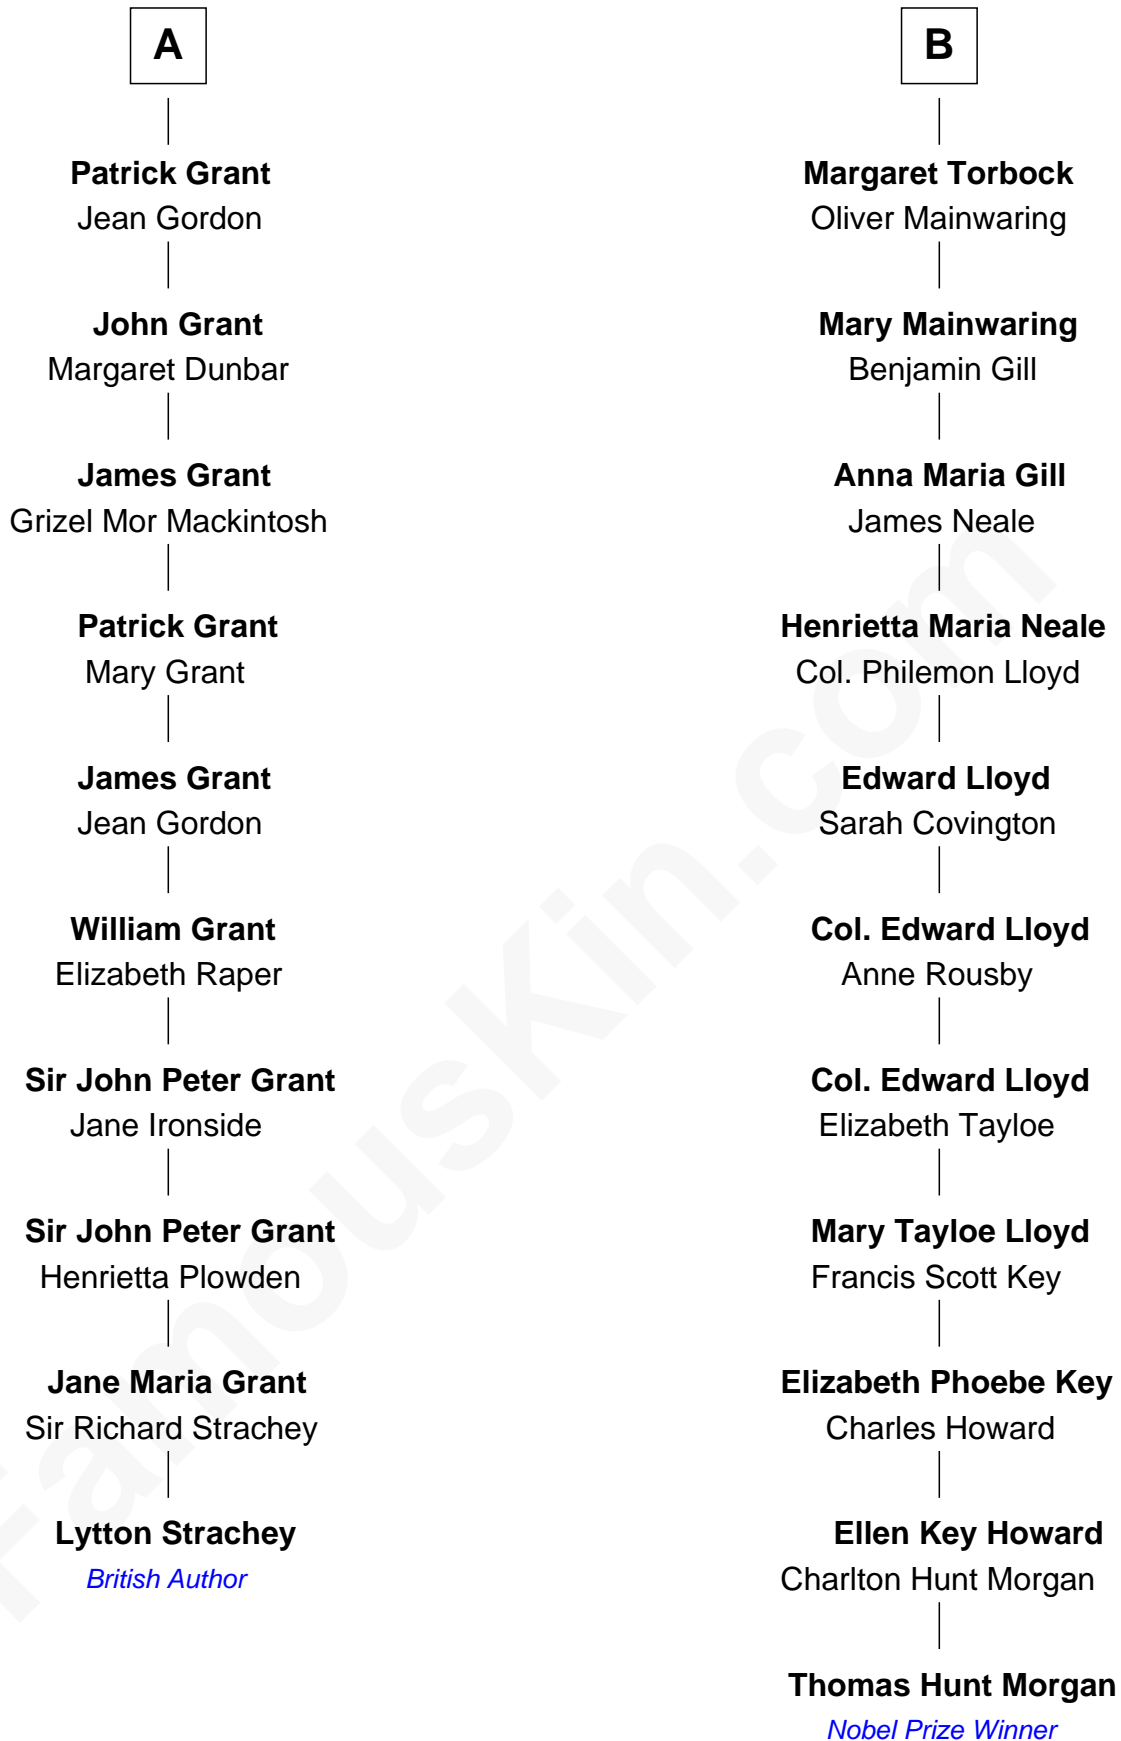 A
Patrick Grant
Jean Gordon
John Grant
Margaret Dunbar
James Grant
Grizel Mor Mackintosh
Patrick Grant
Mary Grant
James Grant
Jean Gordon
William Grant
Elizabeth Raper
Sir John Peter Grant
Jane Ironside
Sir John Peter Grant
Henrietta Plowden
Jane Maria Grant
Sir Richard Strachey
Lytton Strachey
British Author
B
Margaret Torbock
Oliver Mainwaring
Mary Mainwaring
Benjamin Gill
Anna Maria Gill
James Neale
Henrietta Maria Neale
Col. Philemon Lloyd
Edward Lloyd
Sarah Covington
Col. Edward Lloyd
Anne Rousby
Col. Edward Lloyd
Elizabeth Tayloe
Mary Tayloe Lloyd
Francis Scott Key
Elizabeth Phoebe Key
Charles Howard
Ellen Key Howard
Charlton Hunt Morgan
Thomas Hunt Morgan
Nobel Prize Winner
FamousKin.com